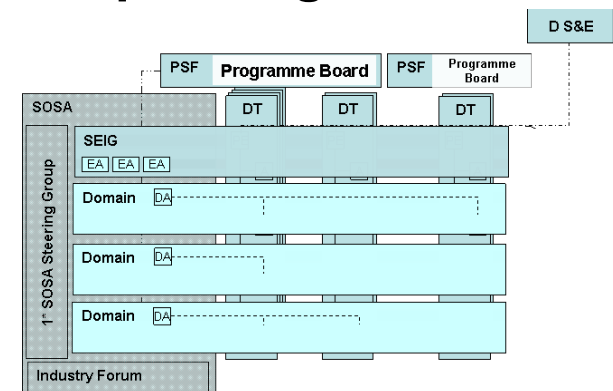 D S&E
PSF
Programme Board
PSF
Programme
Board
SOSA
DT
DT
DT
SEIG
EA EA EA
1* SOSA Steering Group
Domain DA
Domain DA
Domain DA
Industry Forum